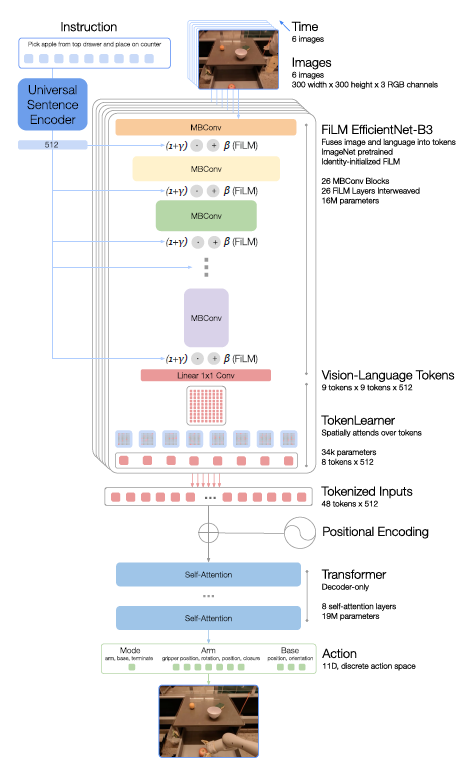 Instruction
Pick apple from top drawer and place on counter
Universal
Sentence
Encoder
512
Time
6 images
Images
6 images
300 width x 300 height x 3 RGB channels
MBConv
(1+γ) · + β (FiLM)
MBConv
(1+γ) · + β (FiLM)
MBConv
(1+γ) · + β (FiLM)
MBConv
(1+γ) · + β (FiLM)
Linear 1x1 Conv
FiLM EfficientNet-B3
Fuses image and language into tokens
ImageNet pretrained
Identity-initialized FiLM
26 MBConv Blocks
26 FiLM Layers Interweaved
16M parameters
Vision-Language Tokens
9 tokens x 9 tokens x 512
TokenLearner
Spatially attends over tokens
34k parameters
8 tokens x 512
Tokenized Inputs
48 tokens x 512
Positional Encoding
Self-Attention
...
Self-Attention
Transformer
Decoder-only
8 self-attention layers
19M parameters
Mode
arm, base, terminate
Arm
gripper position, rotation, position, closure
Base
position, orientation
Action
11D, discrete action space